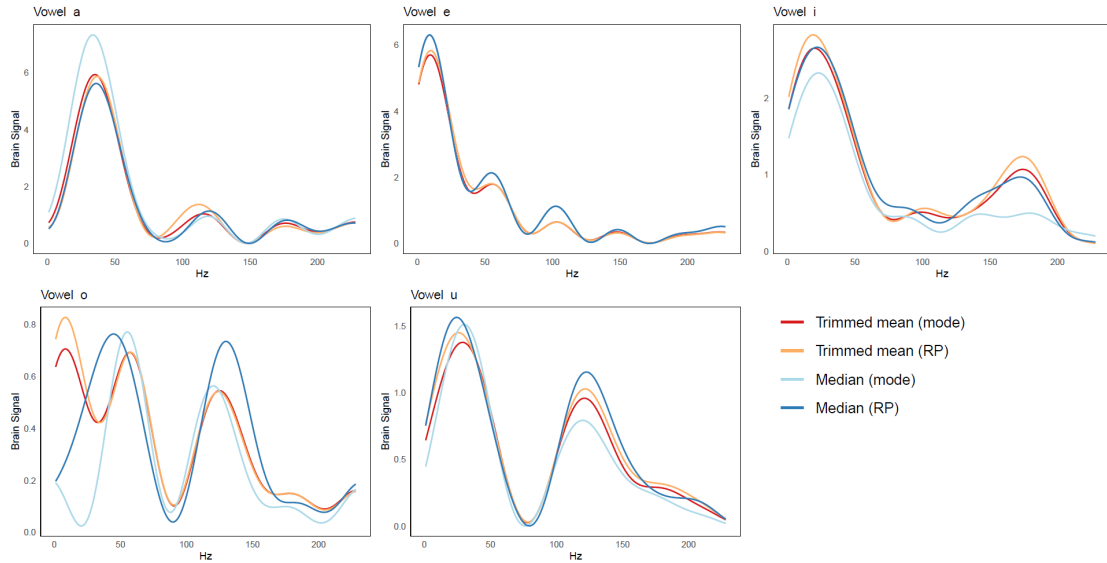 Vowel a
Brain Signal
6
4
2
0
0
50
100
150
200
Hz
Vowel e
Brain Signal
6
4
2
0
0
50
100
150
200
Hz
Vowel i
Brain Signal
2
1
0
0
50
100
150
200
Hz
Vowel o
Brain Signal
0.8
0.6
0.4
0.2
0.0
0
50
100
150
200
Hz
Vowel u
Brain Signal
1.5
1.0
0.5
0.0
0
50
100
150
200
Hz
Trimmed mean (mode)
Trimmed mean (RP)
Median (mode)
Median (RP)